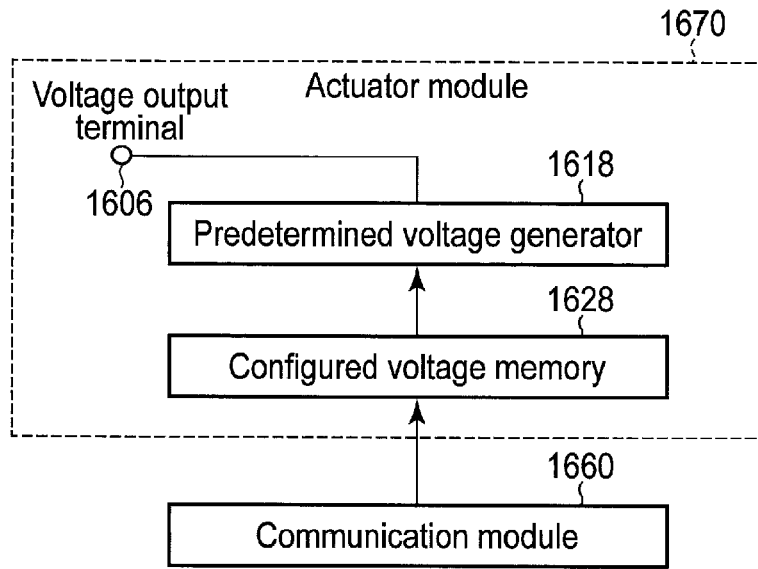 1670
Actuator module
Voltage output
terminal
1606
1618
Predetermined voltage generator
1628
Configured voltage memory
1660
Communication module